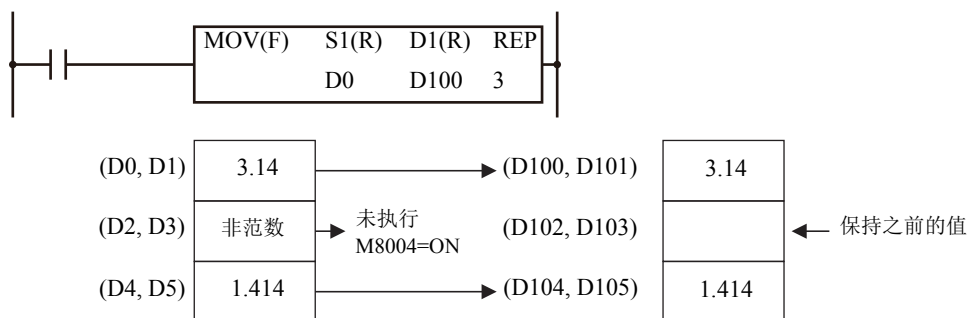 MOV(F) S1(R) D1(R) REP
D0 D100 3
(D0, D1) 3.14 (D100, D101) 3.14
(D2, D3) 非范数 未执行 M8004=ON (D102, D103) 保持之前的值
(D4, D5) 1.414 (D104, D105) 1.414